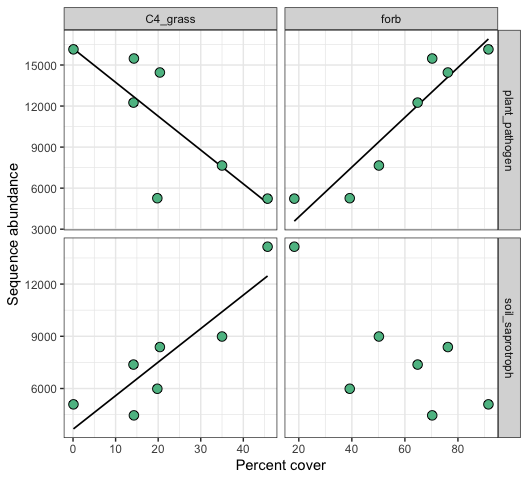 C4_grass
forb
15000
12000
9000
6000
3000
plant_pathogen
Sequence abundance
12000
9000
6000
soil_saprotroph
0 10 20 30 40
20 40 60 80
Percent cover